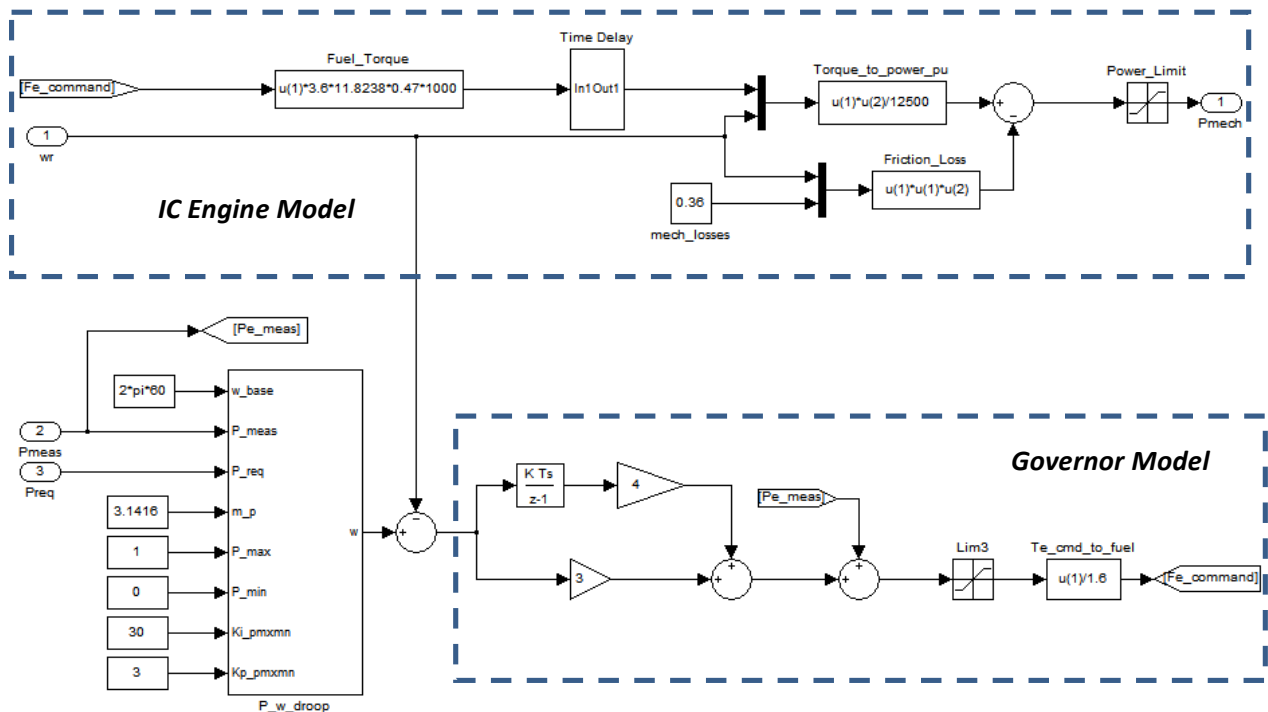 Time Delay
Fuel_Torque
Torque_to_power_pu
Power_Limit
[Fe_command]
u(1)*3.6*11.8238*0.47*1000
In1 Out1
u(1)*u(2)/12500
+
−
1
Pmech
1
wr
Friction_Loss
u(1)*u(1)*u(2)
0.36
mech_losses
IC Engine Model
[Pe_meas]
2*pi*60
w_base
2
Pmeas
P_meas
3
Preq
P_req
3.1416
m_p
1
P_max
0
P_min
30
Ki_pmxmn
3
Kp_pmxmn
w
P_w_droop
−
+
Governor Model
K Ts
z-1
4
[Pe_meas]
3
+
+
+
+
Lim3
Te_cmd_to_fuel
u(1)/1.6
[Fe_command]